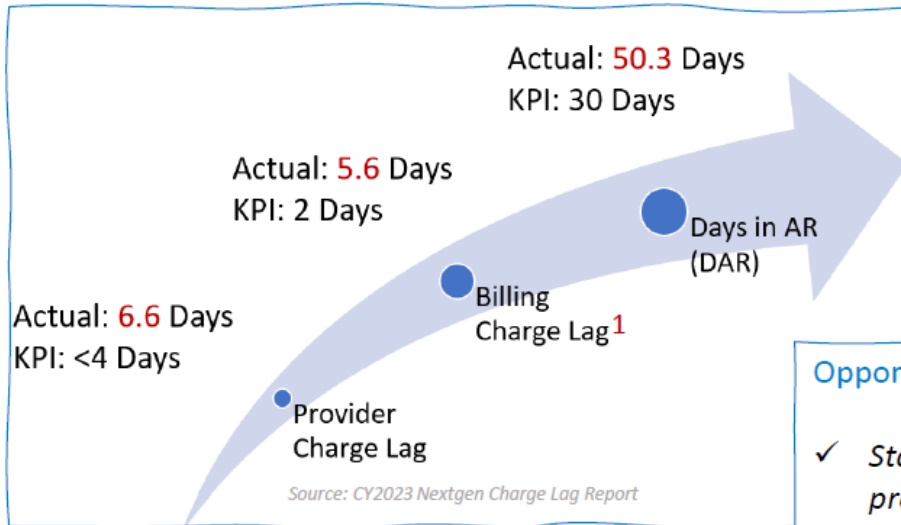 Actual: 50.3 Days
KPI: 30 Days
Actual: 5.6 Days
KPI: 2 Days
Days in AR
(DAR)
Billing
Charge Lag1
Actual: 6.6 Days
KPI: <4 Days
Provider
Charge Lag
Source: CY2023 Nextgen Charge Lag Report
Oppor
✓ Sta
pro